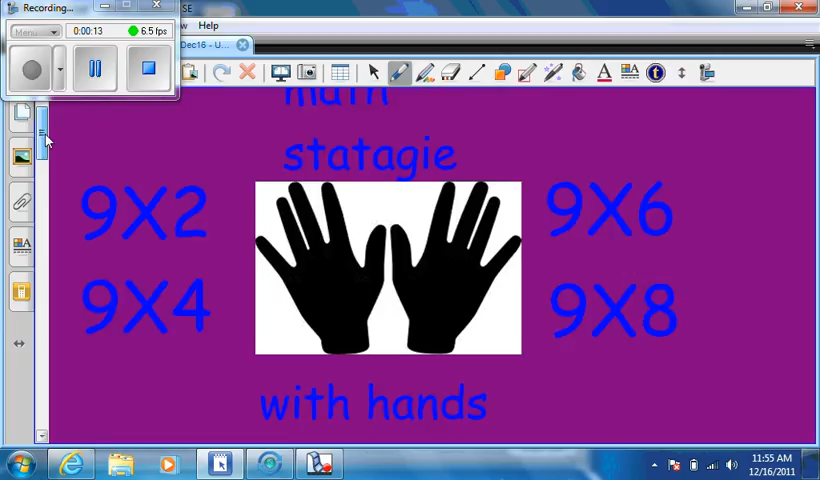 Recording...
SE
Menu
0:00:13
6.5 fps
w Help
Dec16 - U...
math
statagie
9X2
9X6
9X4
9X8
with hands
11:55 AM
12/16/2011